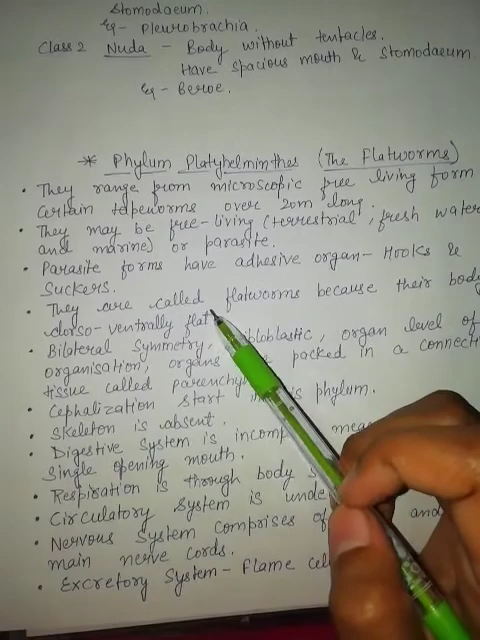 Stomodaeum.
Eg- Pleurobrachia.
Class 2 Nuda - Body without tentacles.
Have spacious mouth & Stomodaeum
Eg - Beroe.
* Phylum Platyhelminthes (The Flatworms)
• They range from microscopic free living form
certain tapeworms over 20m long.
• They may be free-living (terrestrial, fresh water
and marine) or parasite.
• Parasite forms have adhesive organ - Hooks &
Suckers.
• They are called flatworms because their body
dorso-ventrally flat
• Bilateral Symmetry, organ level of
organisation, organs packed in a
tissue called
• Cephalization start phylum.
• Skeleton is absent.
• Digestive System is
Single opening mouth.
• Respiration is through body
• Circulatory System is
• Nervous System comprises of and
main nerve cords.
• Excretory System - Flame